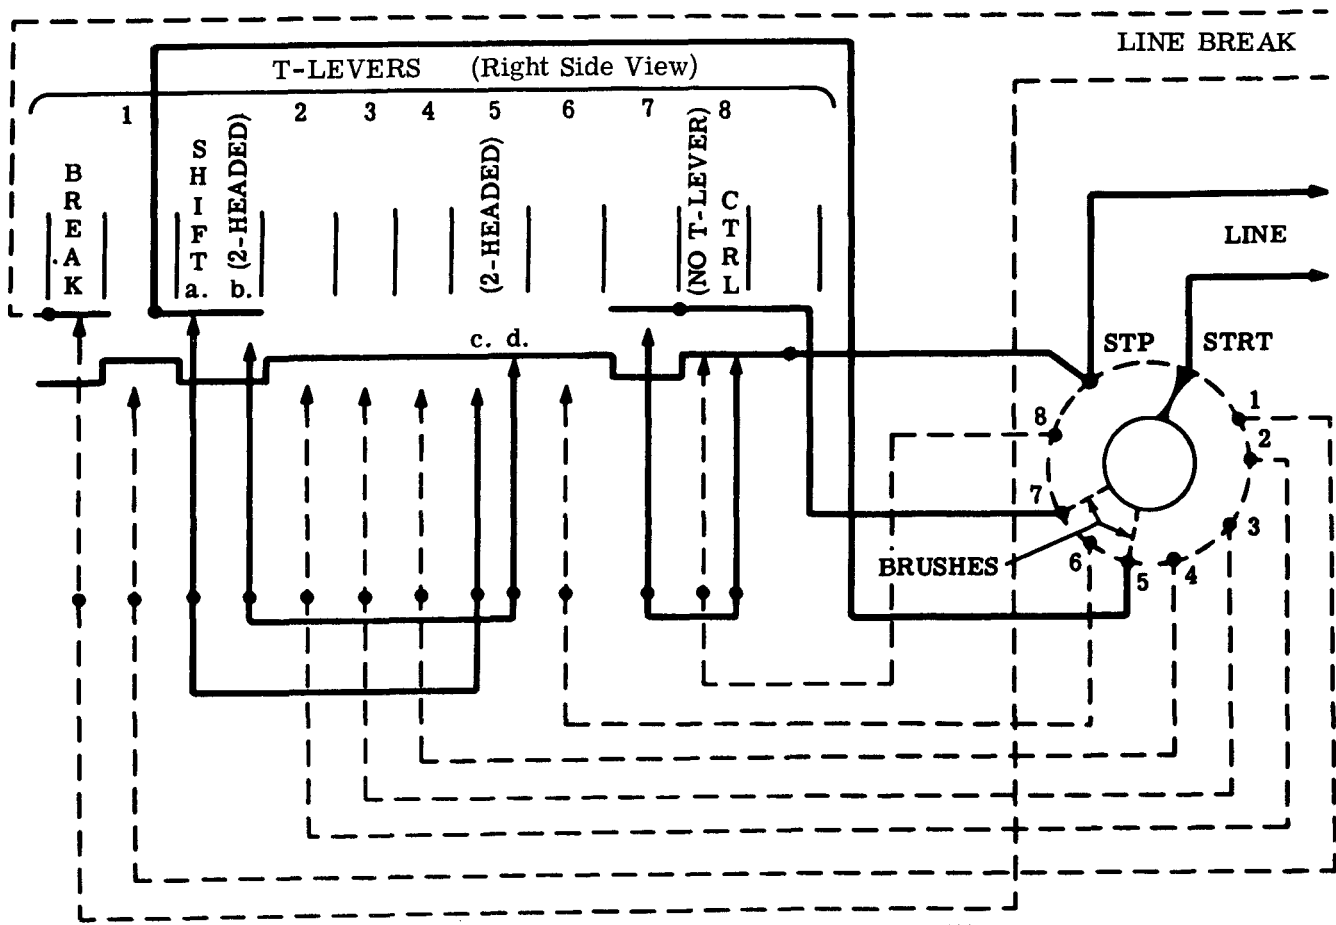 LINE BREAK
T-LEVERS (Right Side View)
1 2 3 4 5 6 7 8
BREAK
SHIFT
(2-HEADED)
(2-HEADED)
(NO T-LEVER)
CTRL
a. b.
LINE
c. d.
STP STRT
8 1
2
7
3
BRUSHES 6 5 4